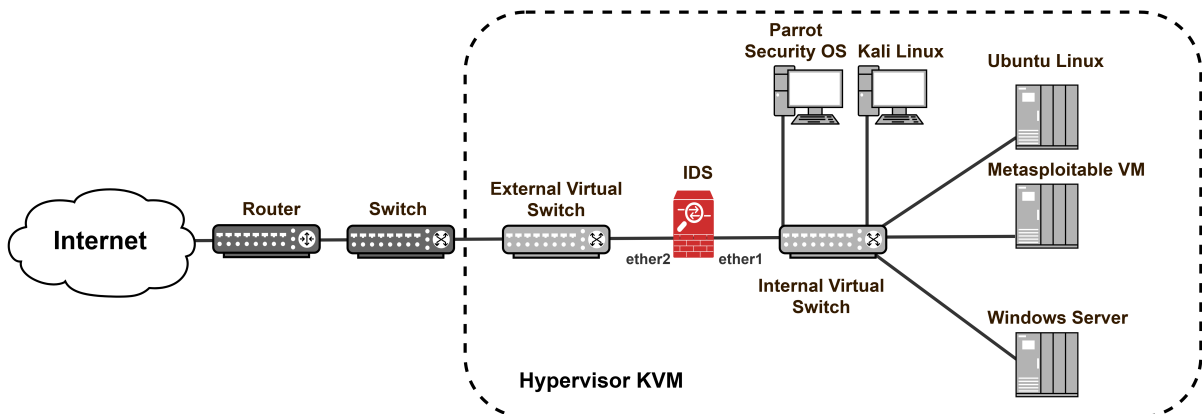 Parrot
Security OS
Kali Linux
Ubuntu Linux
Metasploitable VM
IDS
External Virtual
Switch
Router
Switch
Internet
ether2
ether1
Internal Virtual
Switch
Windows Server
Hypervisor KVM